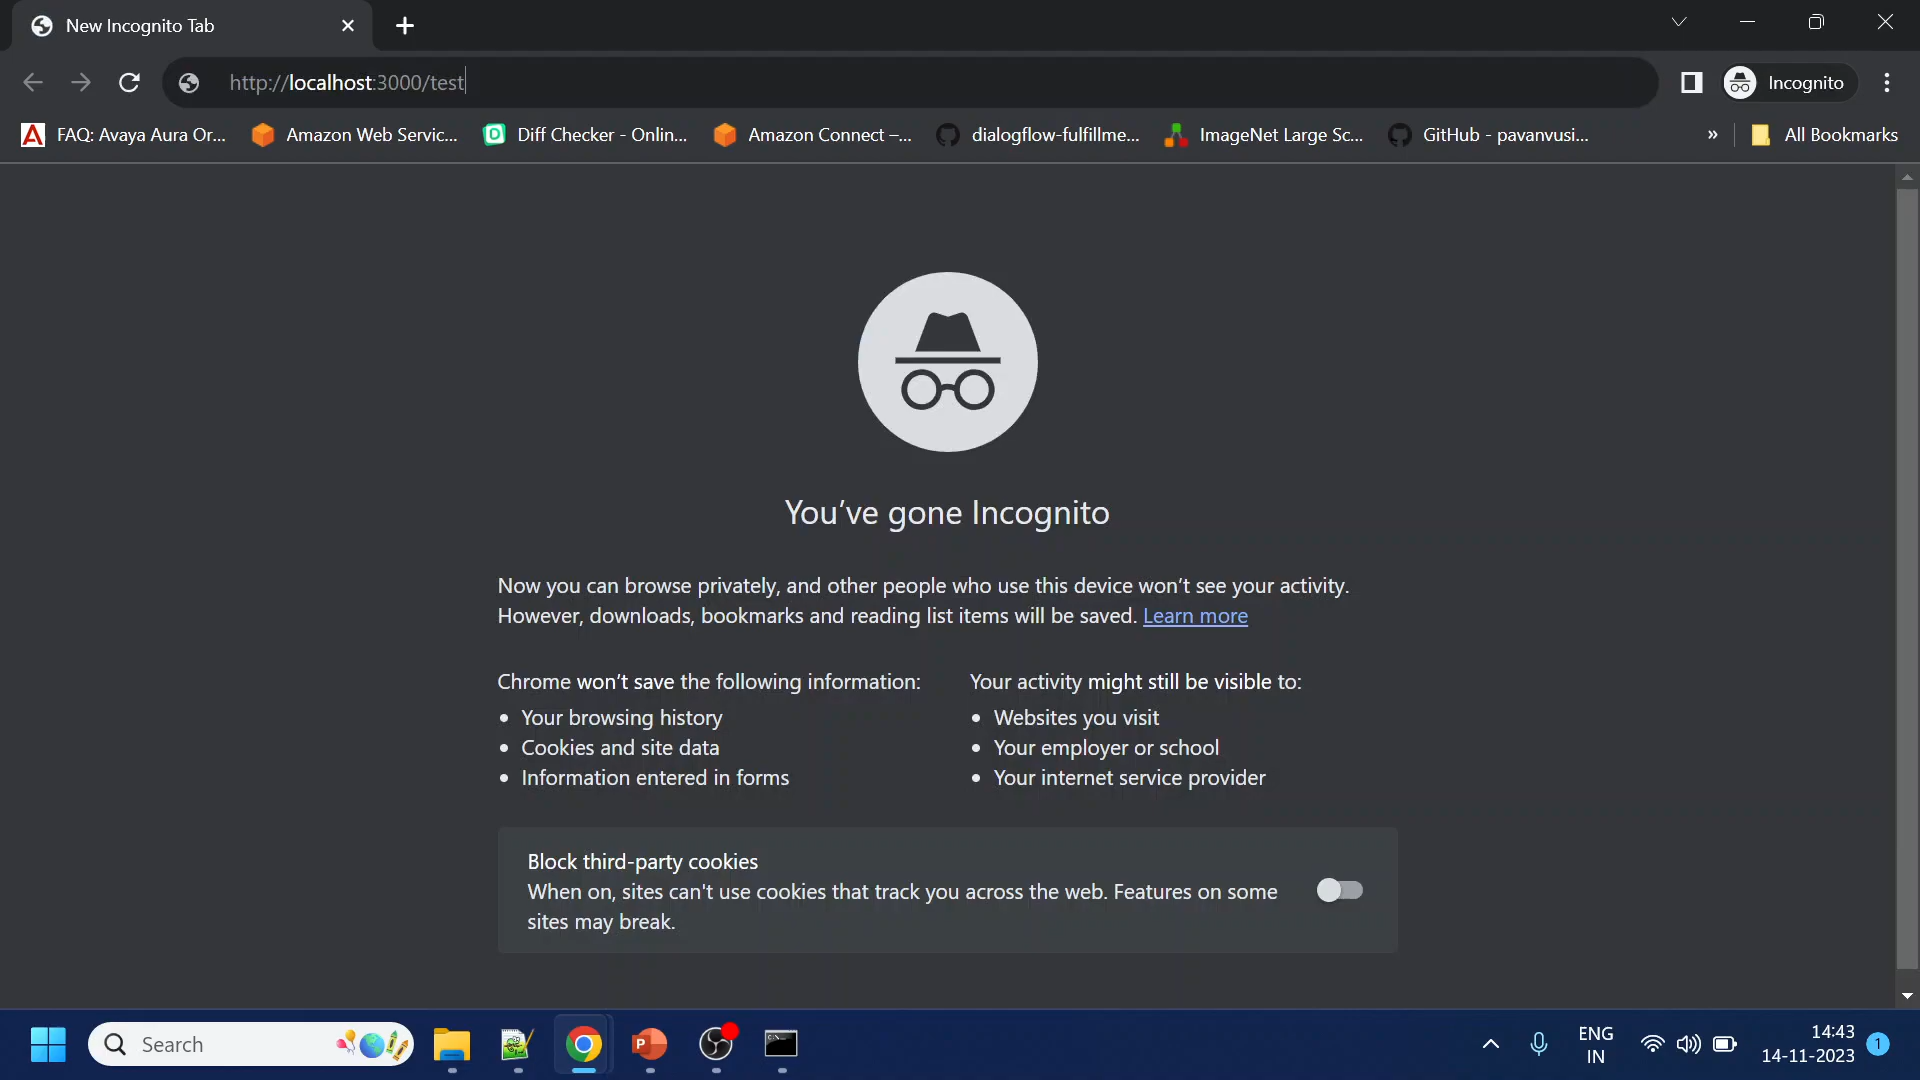 New Incognito Tab
http://localhost:3000/test
Incognito
FAQ: Avaya Aura Or...
Amazon Web Servic...
Diff Checker - Onlin...
Amazon Connect –...
dialogflow-fulfillme...
ImageNet Large Sc...
GitHub - pavanvusi...
»
All Bookmarks
You've gone Incognito
Now you can browse privately, and other people who use this device won't see your activity.
However, downloads, bookmarks and reading list items will be saved. Learn more
Chrome won't save the following information:
• Your browsing history
• Cookies and site data
• Information entered in forms
Your activity might still be visible to:
• Websites you visit
• Your employer or school
• Your internet service provider
Block third-party cookies
When on, sites can't use cookies that track you across the web. Features on some
sites may break.
Search
ENG
IN
14:43
14-11-2023
1